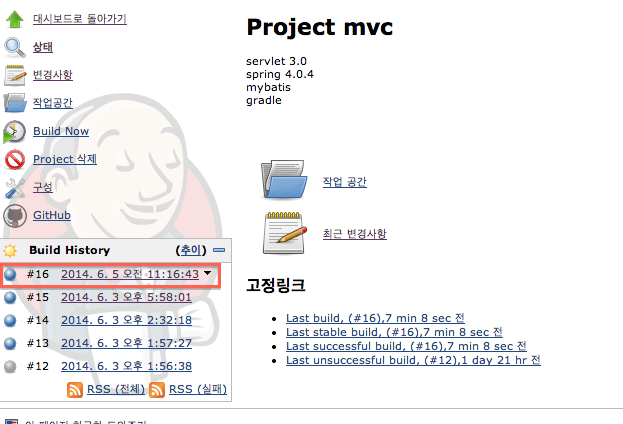 대시보드로 돌아가기
상태
변경사항
작업공간
Build Now
Project 삭제
구성
GitHub
Build History (추이)
#16 2014. 6. 5 오전 11:16:43
#15 2014. 6. 3 오후 5:58:01
#14 2014. 6. 3 오후 2:32:18
#13 2014. 6. 3 오후 1:57:27
#12 2014. 6. 3 오후 1:56:38
RSS (전체) RSS (실패)
Project mvc
servlet 3.0
spring 4.0.4
mybatis
gradle
작업 공간
최근 변경사항
고정링크
Last build, (#16),7 min 8 sec 전
Last stable build, (#16),7 min 8 sec 전
Last successful build, (#16),7 min 8 sec 전
Last unsuccessful build, (#12),1 day 21 hr 전